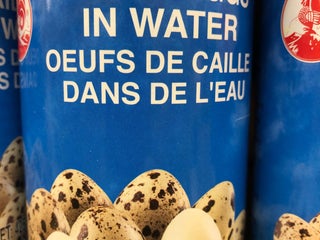 IN WATER
OEUFS DE CAILLE
DANS DE L'EAU